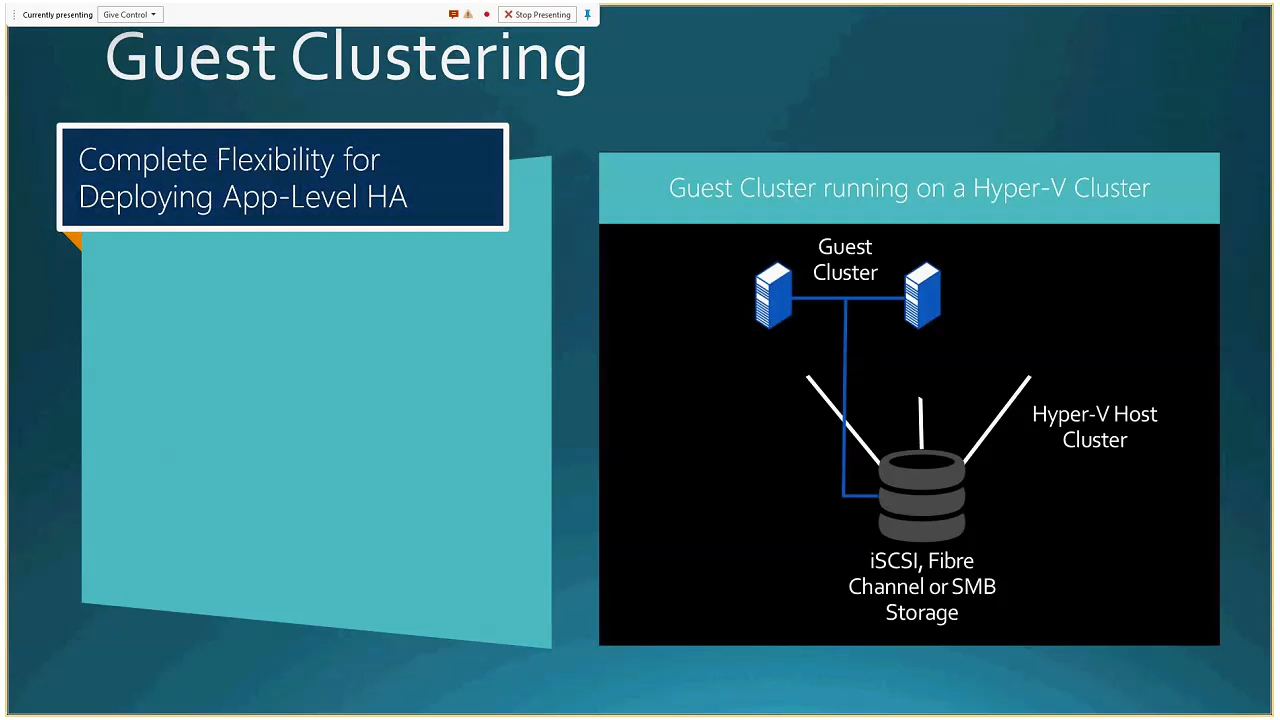 Currently presenting
Give Control
Stop Presenting
Guest Clustering
Complete Flexibility for
Deploying App-Level HA
Guest Cluster running on a Hyper-V Cluster
Guest
Cluster
Hyper-V Host
Cluster
iSCSI, Fibre
Channel or SMB
Storage